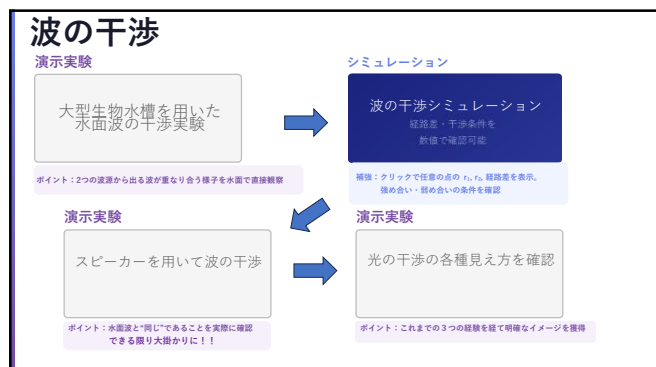 波の干渉
演示実験
大型生物水槽を用いた
水面波の干渉実験
ポイント：2つの波源から出る波が重なり合う様子を水面で直接観察
シミュレーション
波の干渉シミュレーション
経路差・干渉条件を
数値で確認可能
補強：クリックで任意の点の r₁, r₂, 経路差を表示。
強め合い・弱め合いの条件を確認
演示実験
スピーカーを用いて波の干渉
ポイント：水面波と"同じ"であることを実際に確認
できる限り大掛かりに！！
演示実験
光の干渉の各種見え方を確認
ポイント：これまでの３つの経験を経て明確なイメージを獲得